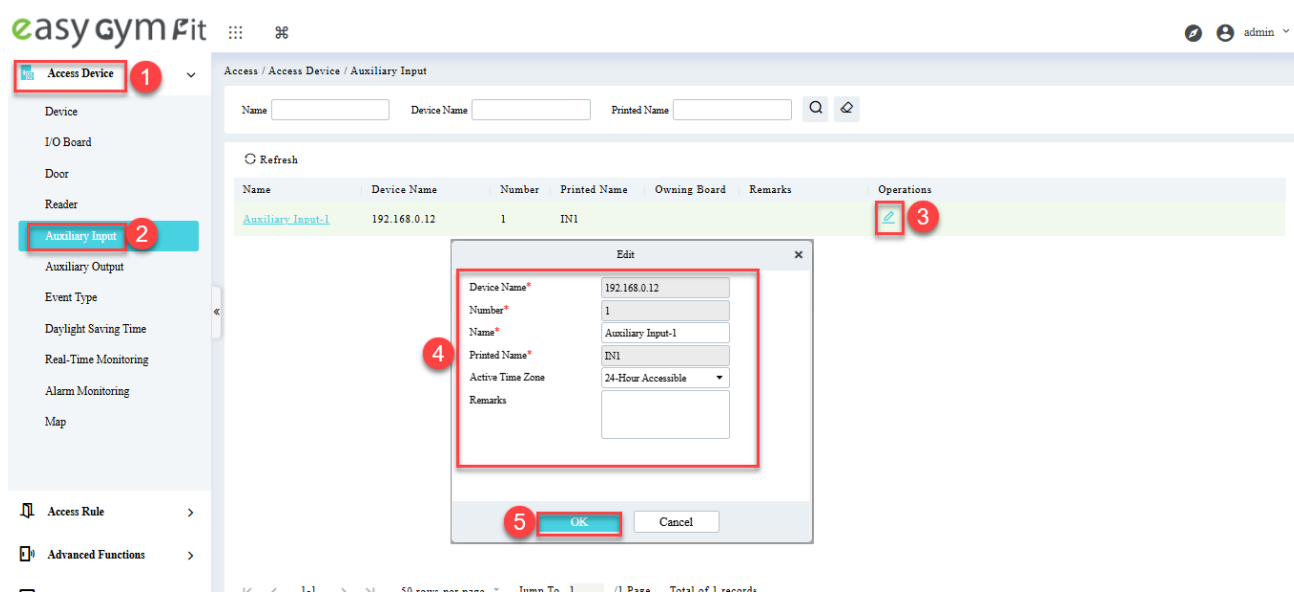 easy Gym Fit
admin
Access Device 1
Access / Access Device / Auxiliary Input
Device
Name Device Name Printed Name
I/O Board
Door
Refresh
Reader
Name Device Name Number Printed Name Owning Board Remarks Operations
Auxiliary Input 2
Auxiliary Input-1 192.168.0.12 1 IN1 3
Auxiliary Output
Event Type
Daylight Saving Time
Real-Time Monitoring
Alarm Monitoring
Map
Edit
Device Name* 192.168.0.12
Number* 1
Name* Auxiliary Input-1
4
Printed Name* IN1
Active Time Zone 24-Hour Accessible
Remarks
5 OK Cancel
Access Rule
Advanced Functions
1-1 50 rows per page Jump To 1 /1 Page Total of 1 records